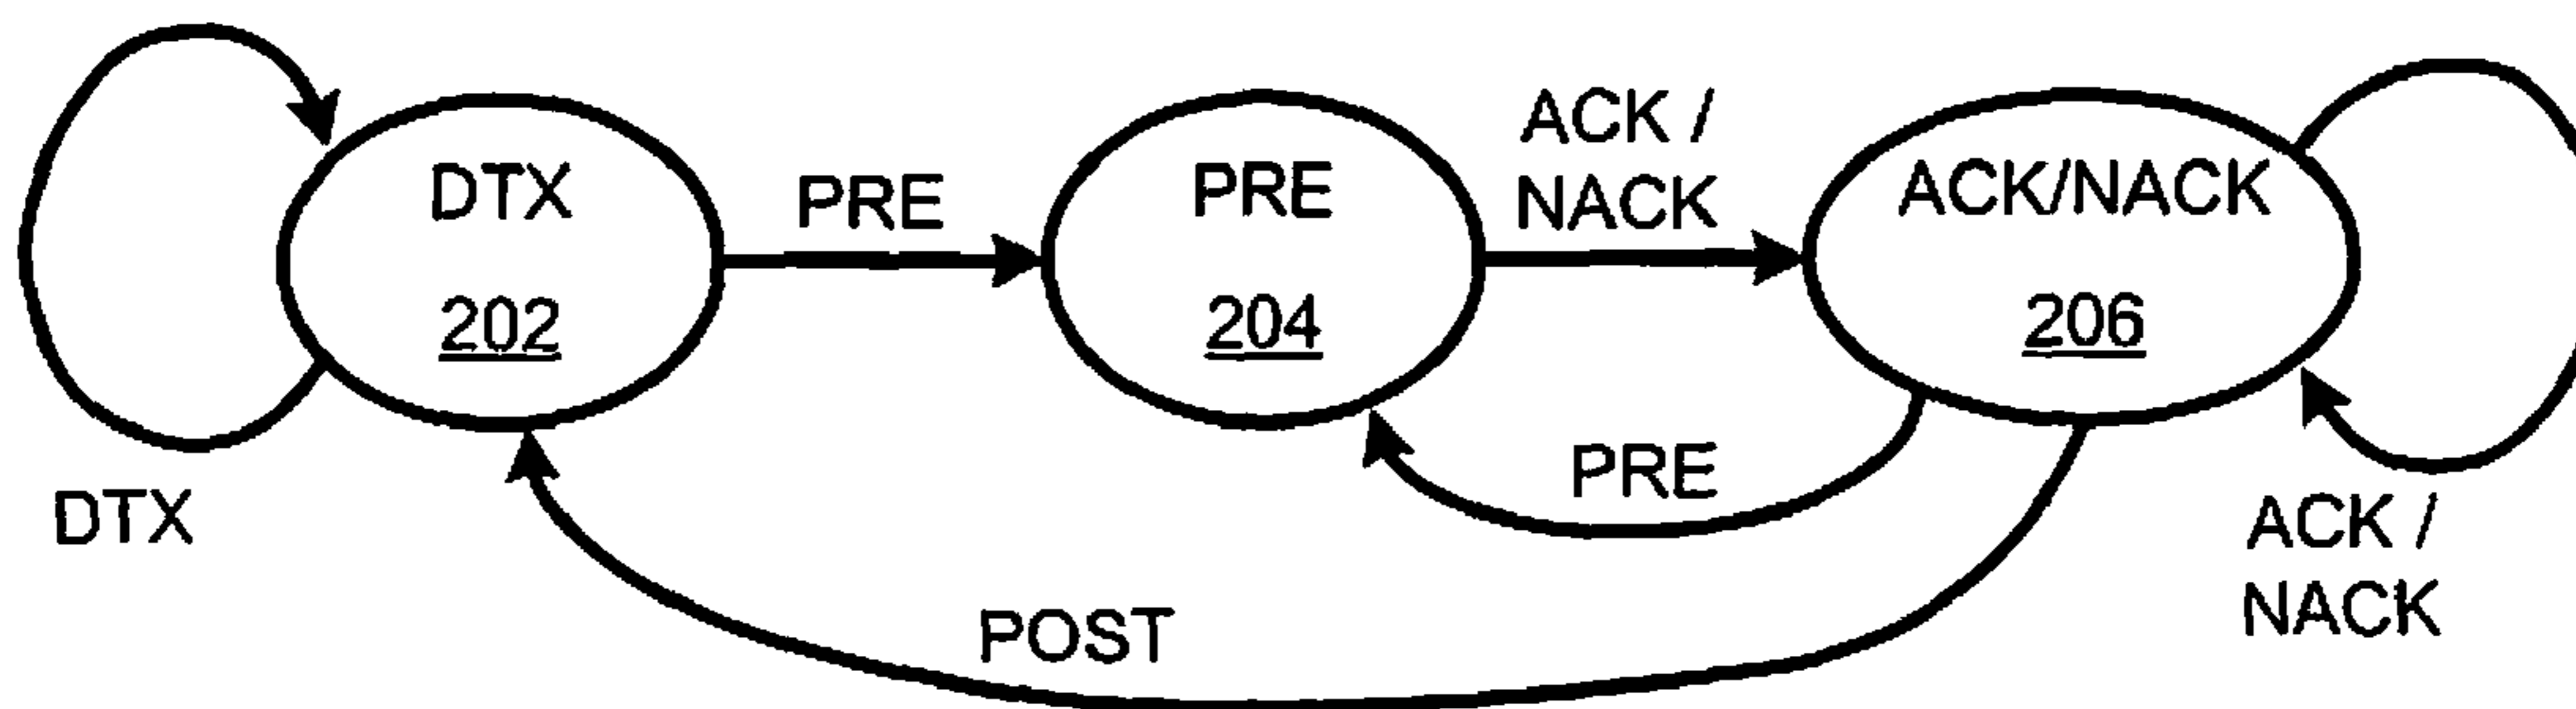 DTX
202
PRE
PRE
204
ACK /
NACK
ACK/NACK
206
DTX
PRE
POST
ACK /
NACK